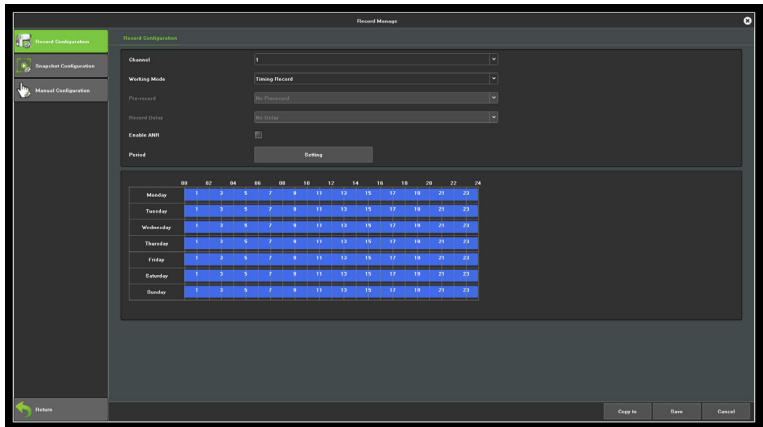 Record Manage
Record Configuration
Snapshot Configuration
Manual Configuration
Return
Record Configuration
Channel 1
Working Mode Timing Record
Pre-record No Prerecord
Record Delay No Delay
Enable ANR
Period Setting
00 02 04 06 08 10 12 14 16 18 20 22 24
Monday 1 3 5 7 9 11 13 15 17 19 21 23
Tuesday 1 3 5 7 9 11 13 15 17 19 21 23
Wednesday 1 3 5 7 9 11 13 15 17 19 21 23
Thursday 1 3 5 7 9 11 13 15 17 19 21 23
Friday 1 3 5 7 9 11 13 15 17 19 21 23
Saturday 1 3 5 7 9 11 13 15 17 19 21 23
Sunday 1 3 5 7 9 11 13 15 17 19 21 23
Copy to Save Cancel